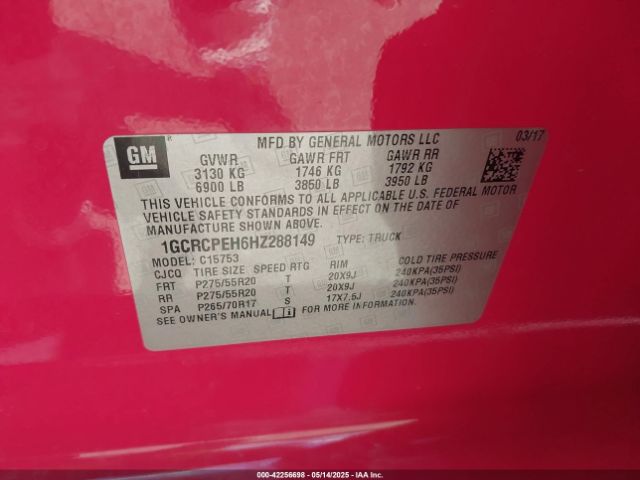 GM
MFD BY GENERAL MOTORS LLC 03/17
GVWR GAWR FRT GAWR RR
3130 KG 1746 KG 1792 KG
6900 LB 3850 LB 3950 LB
THIS VEHICLE CONFORMS TO ALL APPLICABLE U.S. FEDERAL MOTOR
VEHICLE SAFETY STANDARDS IN EFFECT ON THE DATE OF
MANUFACTURE SHOWN ABOVE.
1GCRCPEH6HZ288149 TYPE: TRUCK
MODEL: C15753
CJCQ TIRE SIZE SPEED RTG RIM COLD TIRE PRESSURE
FRT P275/55R20 T 20X9J 240KPA(35PSI)
RR P275/55R20 T 20X9J 240KPA(35PSI)
SPA P265/70R17 S 17X7.5J 240KPA(35PSI)
SEE OWNER'S MANUAL FOR MORE INFORMATION.
000-42256698 - 05/14/2025 - IAA Inc.